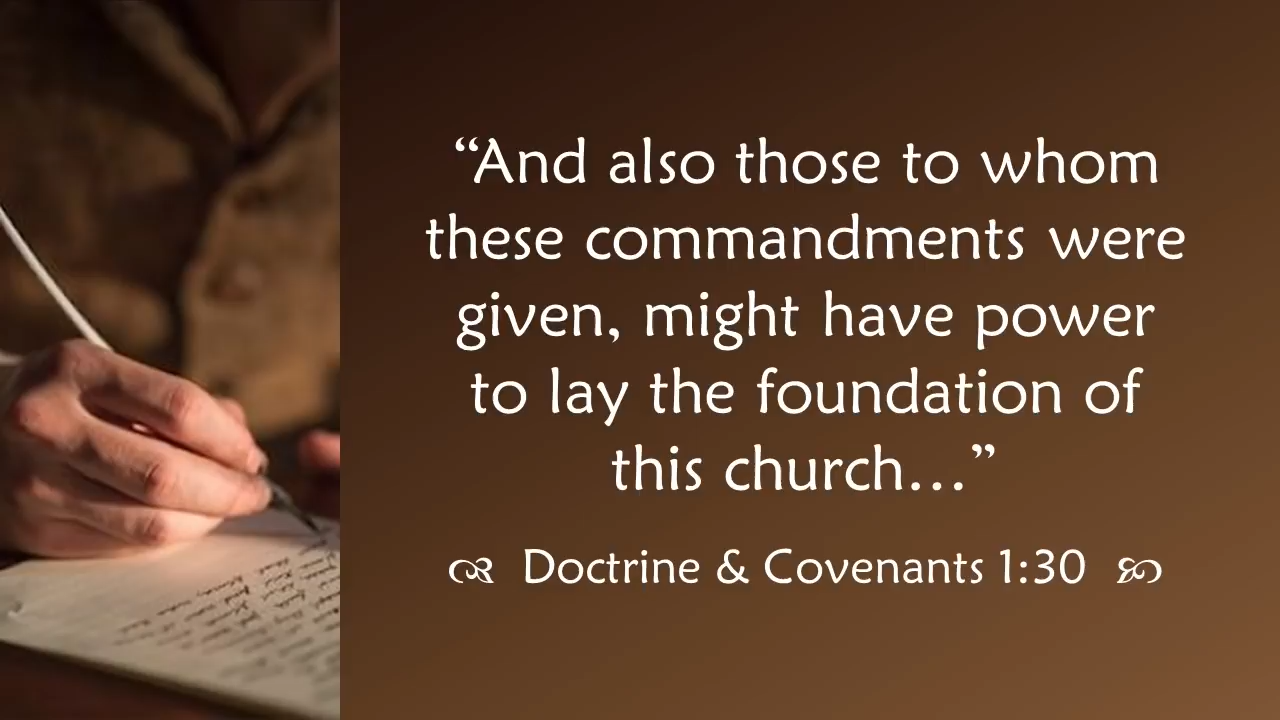 “And also those to whom
these commandments were
given, might have power
to lay the foundation of
this church…”
Doctrine & Covenants 1:30